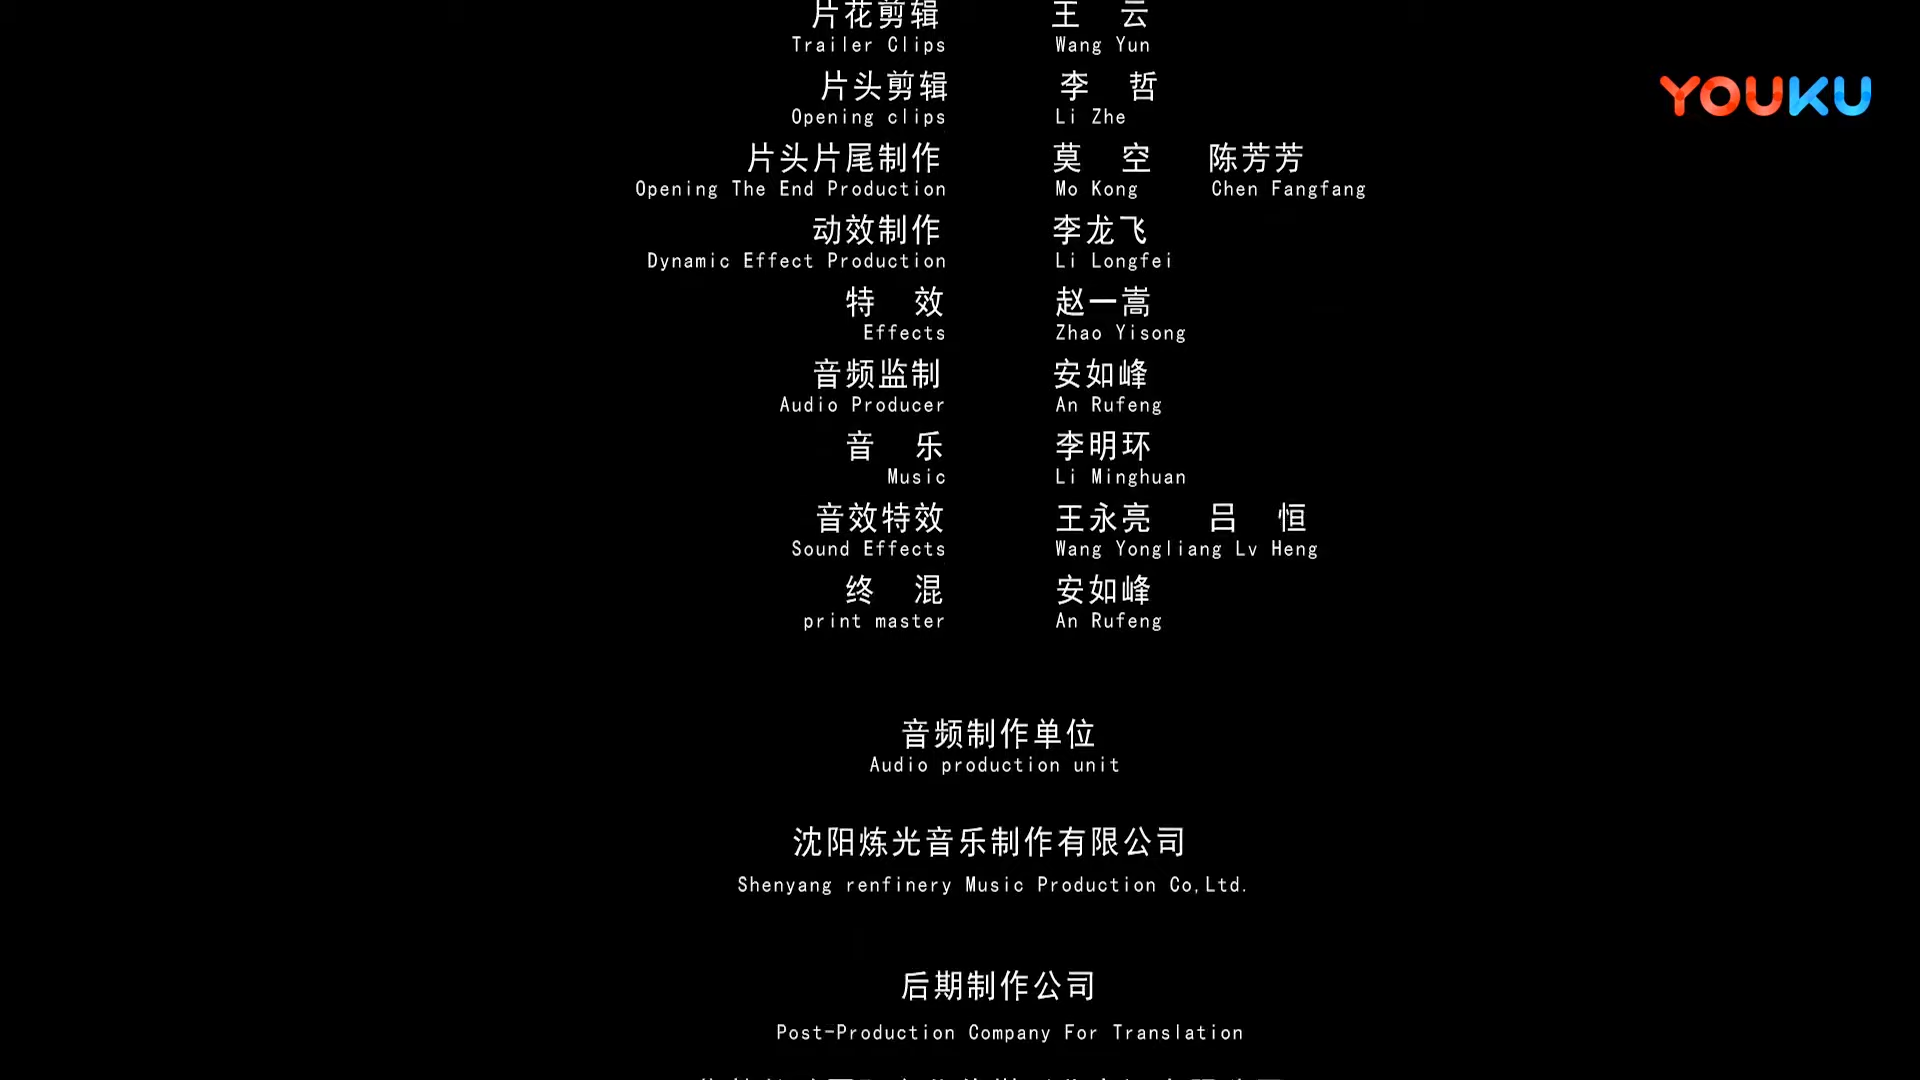 片花剪辑 王 云
Trailer Clips Wang Yun
YOUKU
片头剪辑 李 哲
Opening clips Li Zhe
片头片尾制作 莫 空 陈芳芳
Opening The End Production Mo Kong Chen Fangfang
动效制作 李龙飞
Dynamic Effect Production Li Longfei
特 效 赵一嵩
Effects Zhao Yisong
音频监制 安如峰
Audio Producer An Rufeng
音 乐 李明环
Music Li Minghuan
音效特效 王永亮 吕 恒
Sound Effects Wang Yongliang Lv Heng
终 混 安如峰
print master An Rufeng
音频制作单位
Audio production unit
沈阳炼光音乐制作有限公司
Shenyang renfinery Music Production Co,Ltd.
后期制作公司
Post-Production Company For Translation